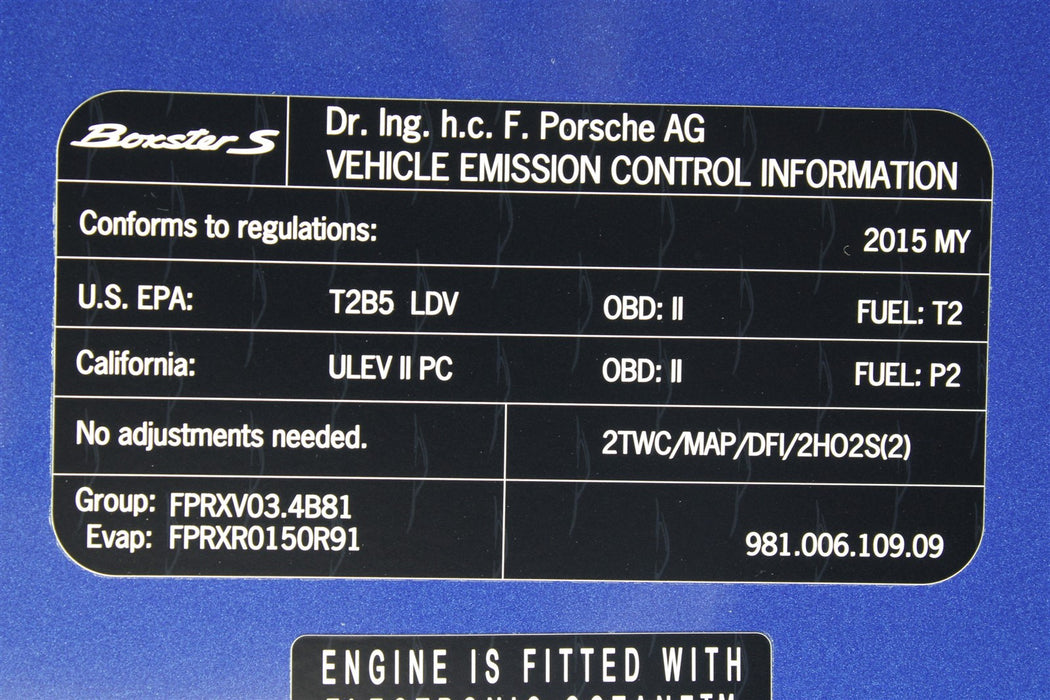 Boxster S
Dr. Ing. h.c. F. Porsche AG
VEHICLE EMISSION CONTROL INFORMATION
Conforms to regulations: 2015 MY
U.S. EPA: T2B5 LDV OBD: II FUEL: T2
California: ULEV II PC OBD: II FUEL: P2
No adjustments needed. 2TWC/MAP/DFI/2HO2S(2)
Group: FPRXV03.4B81
Evap: FPRXR0150R91 981.006.109.09
ENGINE IS FITTED WITH